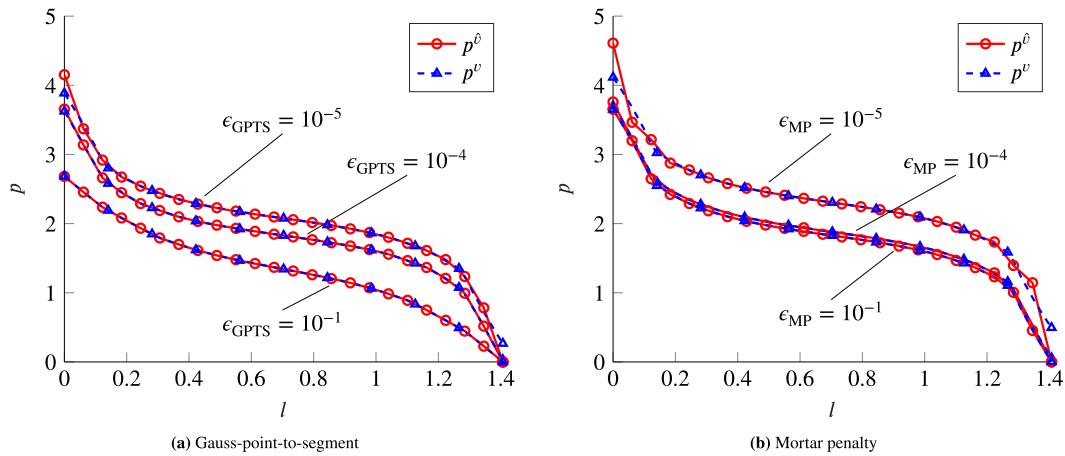 5
4
3
2
1
0
p
0
0.2
0.4
0.6
0.8
1
1.2
1.4
l
p^v̂
p^v
ϵ_GPTS = 10^-5
ϵ_GPTS = 10^-4
ϵ_GPTS = 10^-1
(a) Gauss-point-to-segment
5
4
3
2
1
0
p
0
0.2
0.4
0.6
0.8
1
1.2
1.4
l
p^v̂
p^v
ϵ_MP = 10^-5
ϵ_MP = 10^-4
ϵ_MP = 10^-1
(b) Mortar penalty